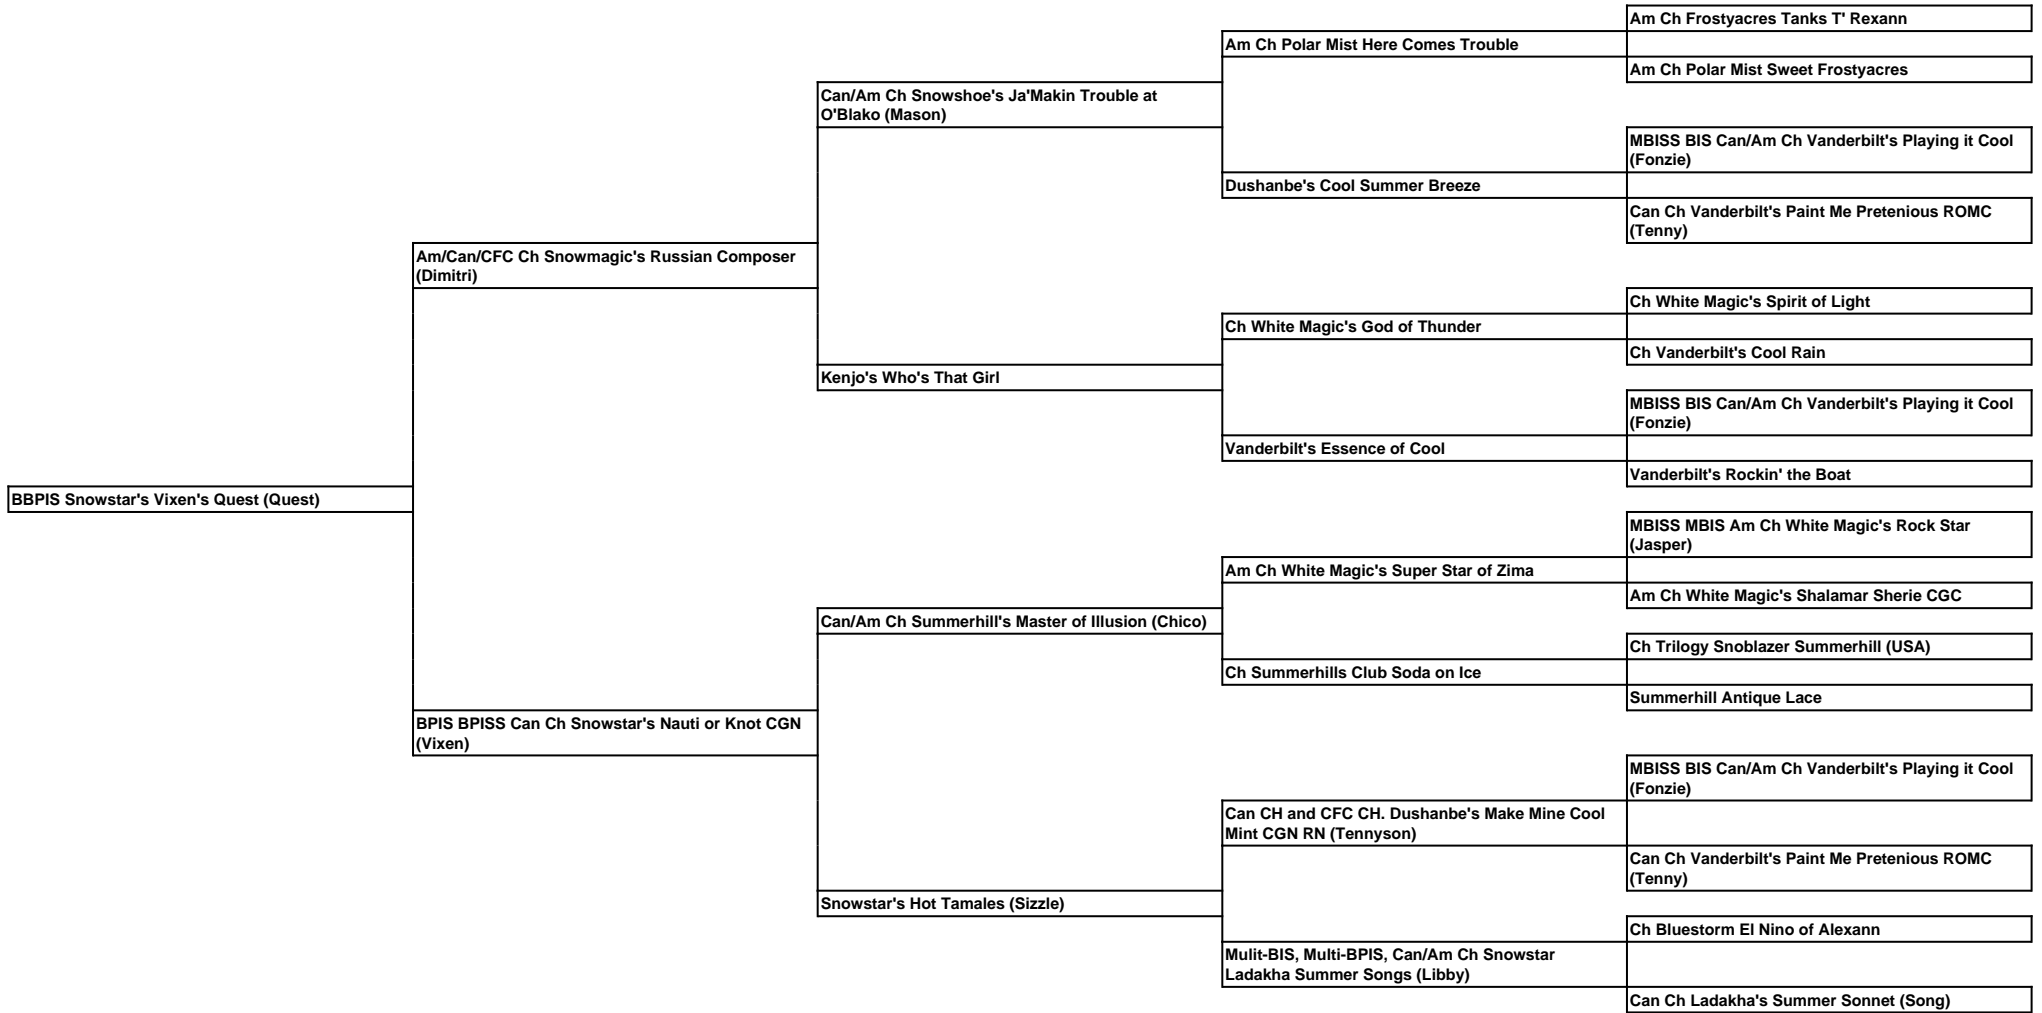 Am Ch Frostyacres Tanks T' Rexann
Am Ch Polar Mist Here Comes Trouble
Am Ch Polar Mist Sweet Frostyacres
Can/Am Ch Snowshoe's Ja'Makin Trouble at
O'Blako (Mason)
MBISS BIS Can/Am Ch Vanderbilt's Playing it Cool
(Fonzie)
Dushanbe's Cool Summer Breeze
Can Ch Vanderbilt's Paint Me Pretenious ROMC
(Tenny)
Am/Can/CFC Ch Snowmagic's Russian Composer
(Dimitri)
Ch White Magic's Spirit of Light
Ch White Magic's God of Thunder
Ch Vanderbilt's Cool Rain
Kenjo's Who's That Girl
MBISS BIS Can/Am Ch Vanderbilt's Playing it Cool
(Fonzie)
Vanderbilt's Essence of Cool
Vanderbilt's Rockin' the Boat
BBPIS Snowstar's Vixen's Quest (Quest)
MBISS MBIS Am Ch White Magic's Rock Star
(Jasper)
Am Ch White Magic's Super Star of Zima
Am Ch White Magic's Shalamar Sherie CGC
Can/Am Ch Summerhill's Master of Illusion (Chico)
Ch Trilogy Snoblazer Summerhill (USA)
Ch Summerhills Club Soda on Ice
Summerhill Antique Lace
BPIS BPISS Can Ch Snowstar's Nauti or Knot CGN
(Vixen)
MBISS BIS Can/Am Ch Vanderbilt's Playing it Cool
(Fonzie)
Can CH and CFC CH. Dushanbe's Make Mine Cool
Mint CGN RN (Tennyson)
Can Ch Vanderbilt's Paint Me Pretenious ROMC
(Tenny)
Snowstar's Hot Tamales (Sizzle)
Ch Bluestorm El Nino of Alexann
Mulit-BIS, Multi-BPIS, Can/Am Ch Snowstar
Ladakha Summer Songs (Libby)
Can Ch Ladakha's Summer Sonnet (Song)